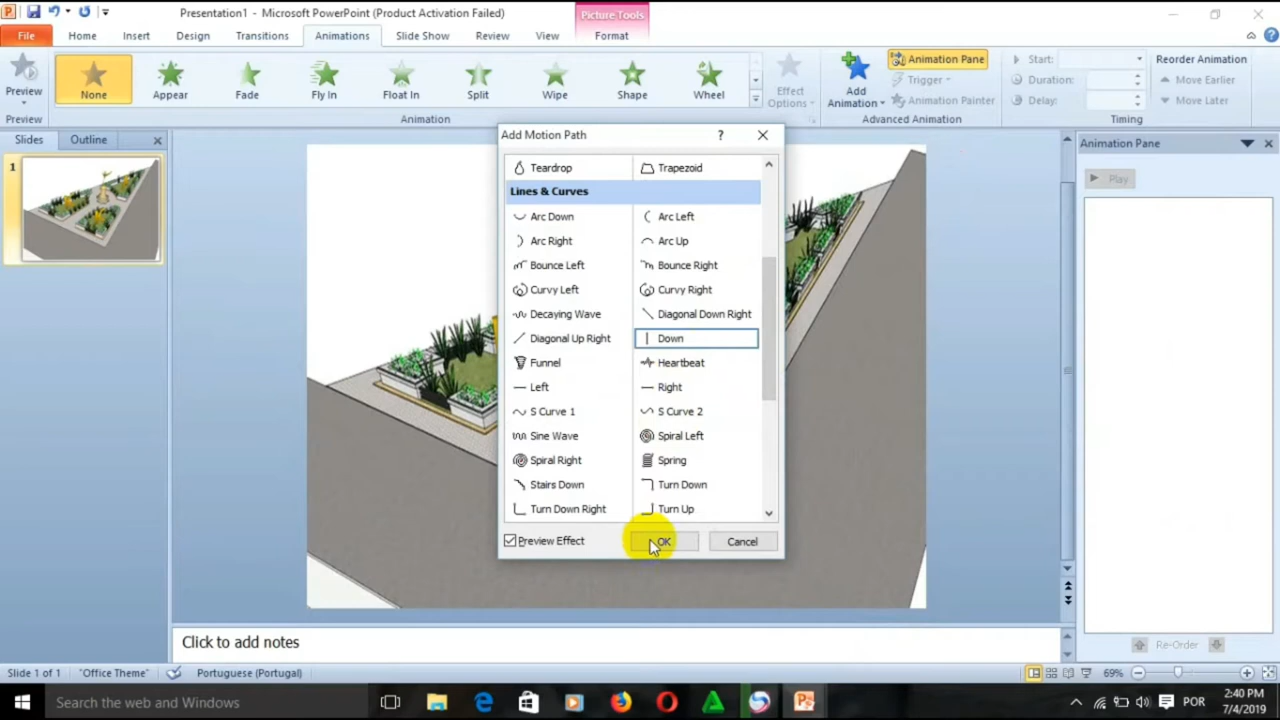 Presentation1 - Microsoft PowerPoint (Product Activation Failed)
Picture Tools
File Home Insert Design Transitions Animations Slide Show Review View Format
Preview
None Appear Fade Fly In Float In Split Wipe Shape Wheel
Effect Options
Add Animation
Animation Pane
Trigger
Animation Painter
Start:
Duration:
Delay:
Reorder Animation
Move Earlier
Move Later
Preview Animation Advanced Animation Timing
Slides Outline
1
Add Motion Path
?
Teardrop Trapezoid
Lines & Curves
Arc Down Arc Left
Arc Right Arc Up
Bounce Left Bounce Right
Curvy Left Curvy Right
Decaying Wave Diagonal Down Right
Diagonal Up Right Down
Funnel Heartbeat
Left Right
S Curve 1 S Curve 2
Sine Wave Spiral Left
Spiral Right Spring
Stairs Down Turn Down
Turn Down Right Turn Up
Preview Effect OK Cancel
Animation Pane
Play
Re-Order
Click to add notes
Slide 1 of 1 "Office Theme" Portuguese (Portugal) 69%
Search the web and Windows
POR
2:40 PM
7/4/2019